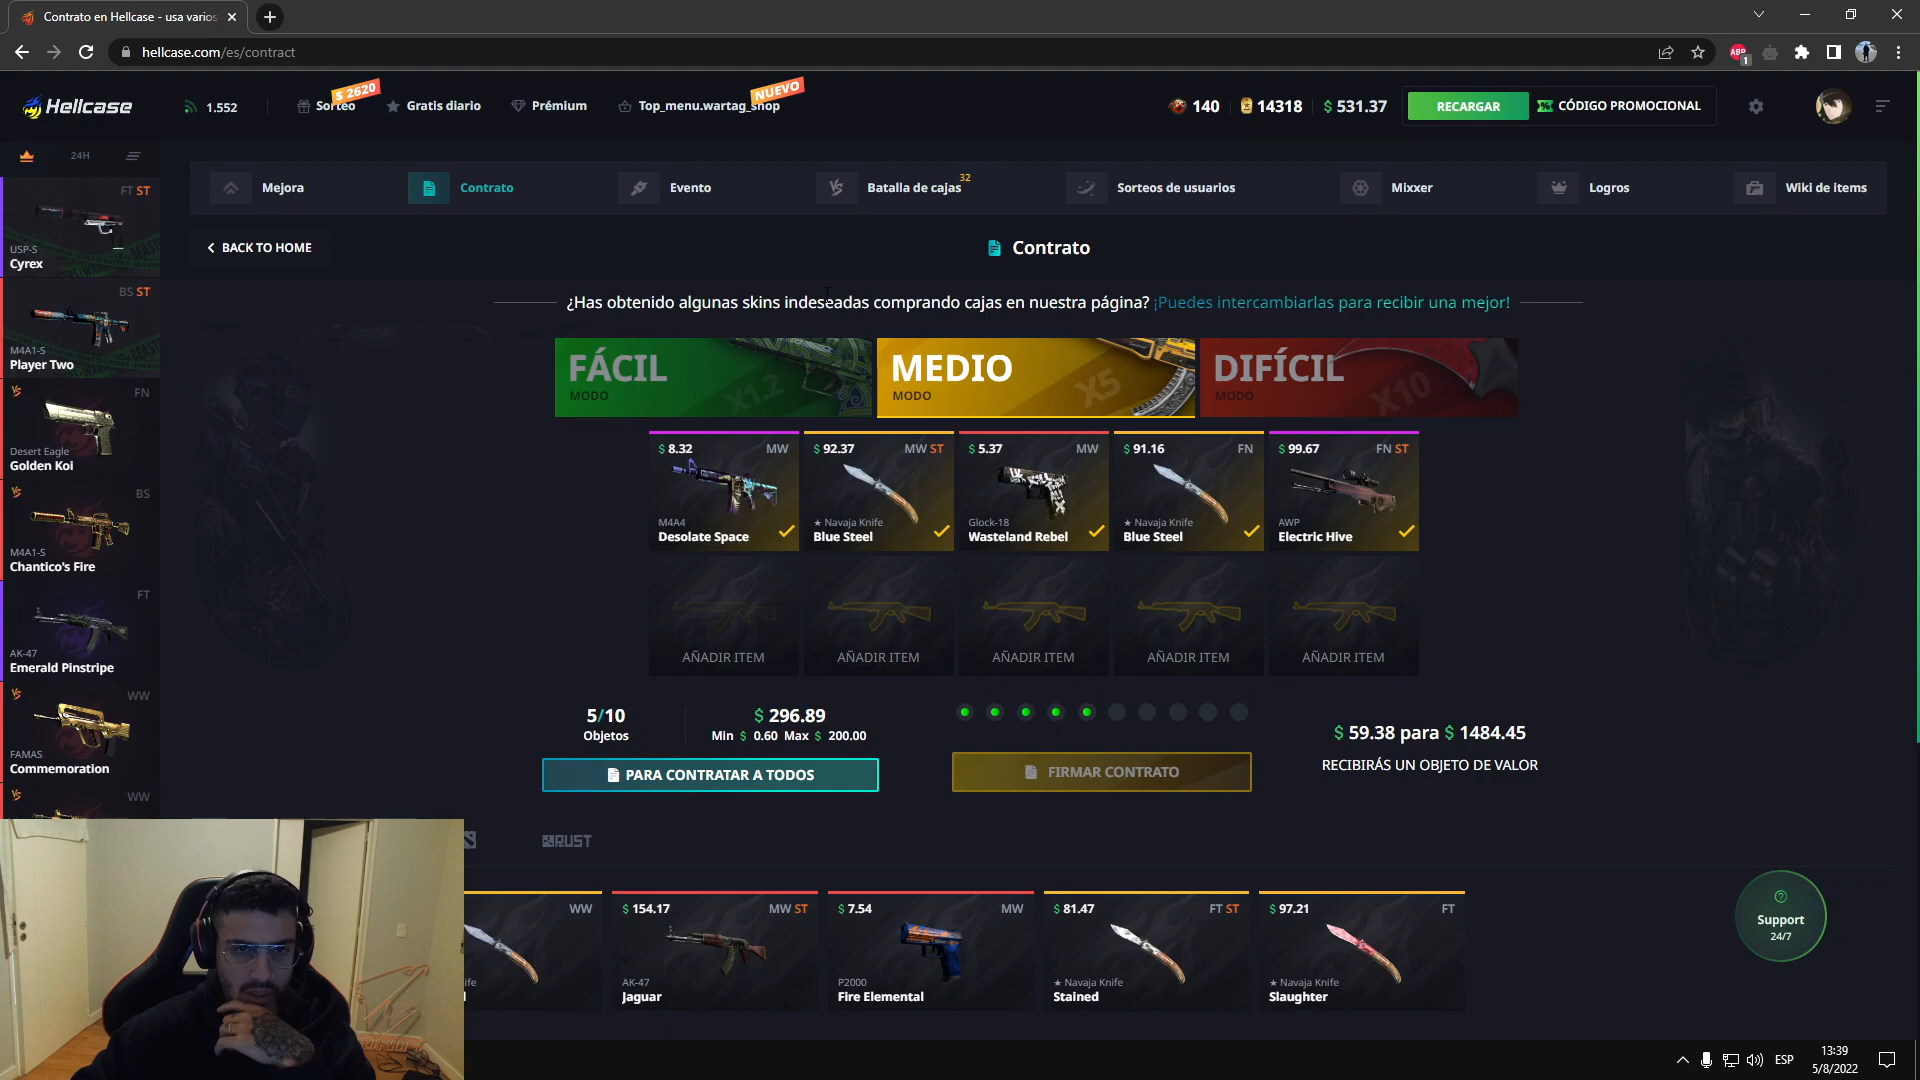 Contrato en Hellcase - usa varios
hellcase.com/es/contract
ABP
1
Hellcase
1.552
Sorteo
$ 2620
Gratis diario
Prémium
Top_menu.wartag_shop
NUEVO
140
14318
$ 531.37
RECARGAR
CÓDIGO PROMOCIONAL
24H
Mejora
Contrato
Evento
VS
Batalla de cajas
32
Sorteos de usuarios
Mixxer
Logros
Wiki de items
BACK TO HOME
Contrato
¿Has obtenido algunas skins indeseadas comprando cajas en nuestra página? ¡Puedes intercambiarlas para recibir una mejor!
FÁCIL
MODO
X1.2
MEDIO
MODO
X5
DIFÍCIL
MODO
X10
FT ST
USP-S
Cyrex
BS ST
M4A1-S
Player Two
VS
FN
Desert Eagle
Golden Koi
VS
BS
M4A1-S
Chantico's Fire
FT
AK-47
Emerald Pinstripe
VS
WW
FAMAS
Commemoration
VS
WW
$ 8.32
MW
M4A4
Desolate Space
$ 92.37
MW ST
★ Navaja Knife
Blue Steel
$ 5.37
MW
Glock-18
Wasteland Rebel
$ 91.16
FN
★ Navaja Knife
Blue Steel
$ 99.67
FN ST
AWP
Electric Hive
AÑADIR ITEM
AÑADIR ITEM
AÑADIR ITEM
AÑADIR ITEM
AÑADIR ITEM
5/10
Objetos
$ 296.89
Min $ 0.60 Max $ 200.00
PARA CONTRATAR A TODOS
FIRMAR CONTRATO
$ 59.38 para $ 1484.45
RECIBIRÁS UN OBJETO DE VALOR
RUST
WW
$ 154.17
MW ST
AK-47
Jaguar
$ 7.54
MW
P2000
Fire Elemental
$ 81.47
FT ST
★ Navaja Knife
Stained
$ 97.21
FT
★ Navaja Knife
Slaughter
Support
24/7
ESP
13:39
5/8/2022